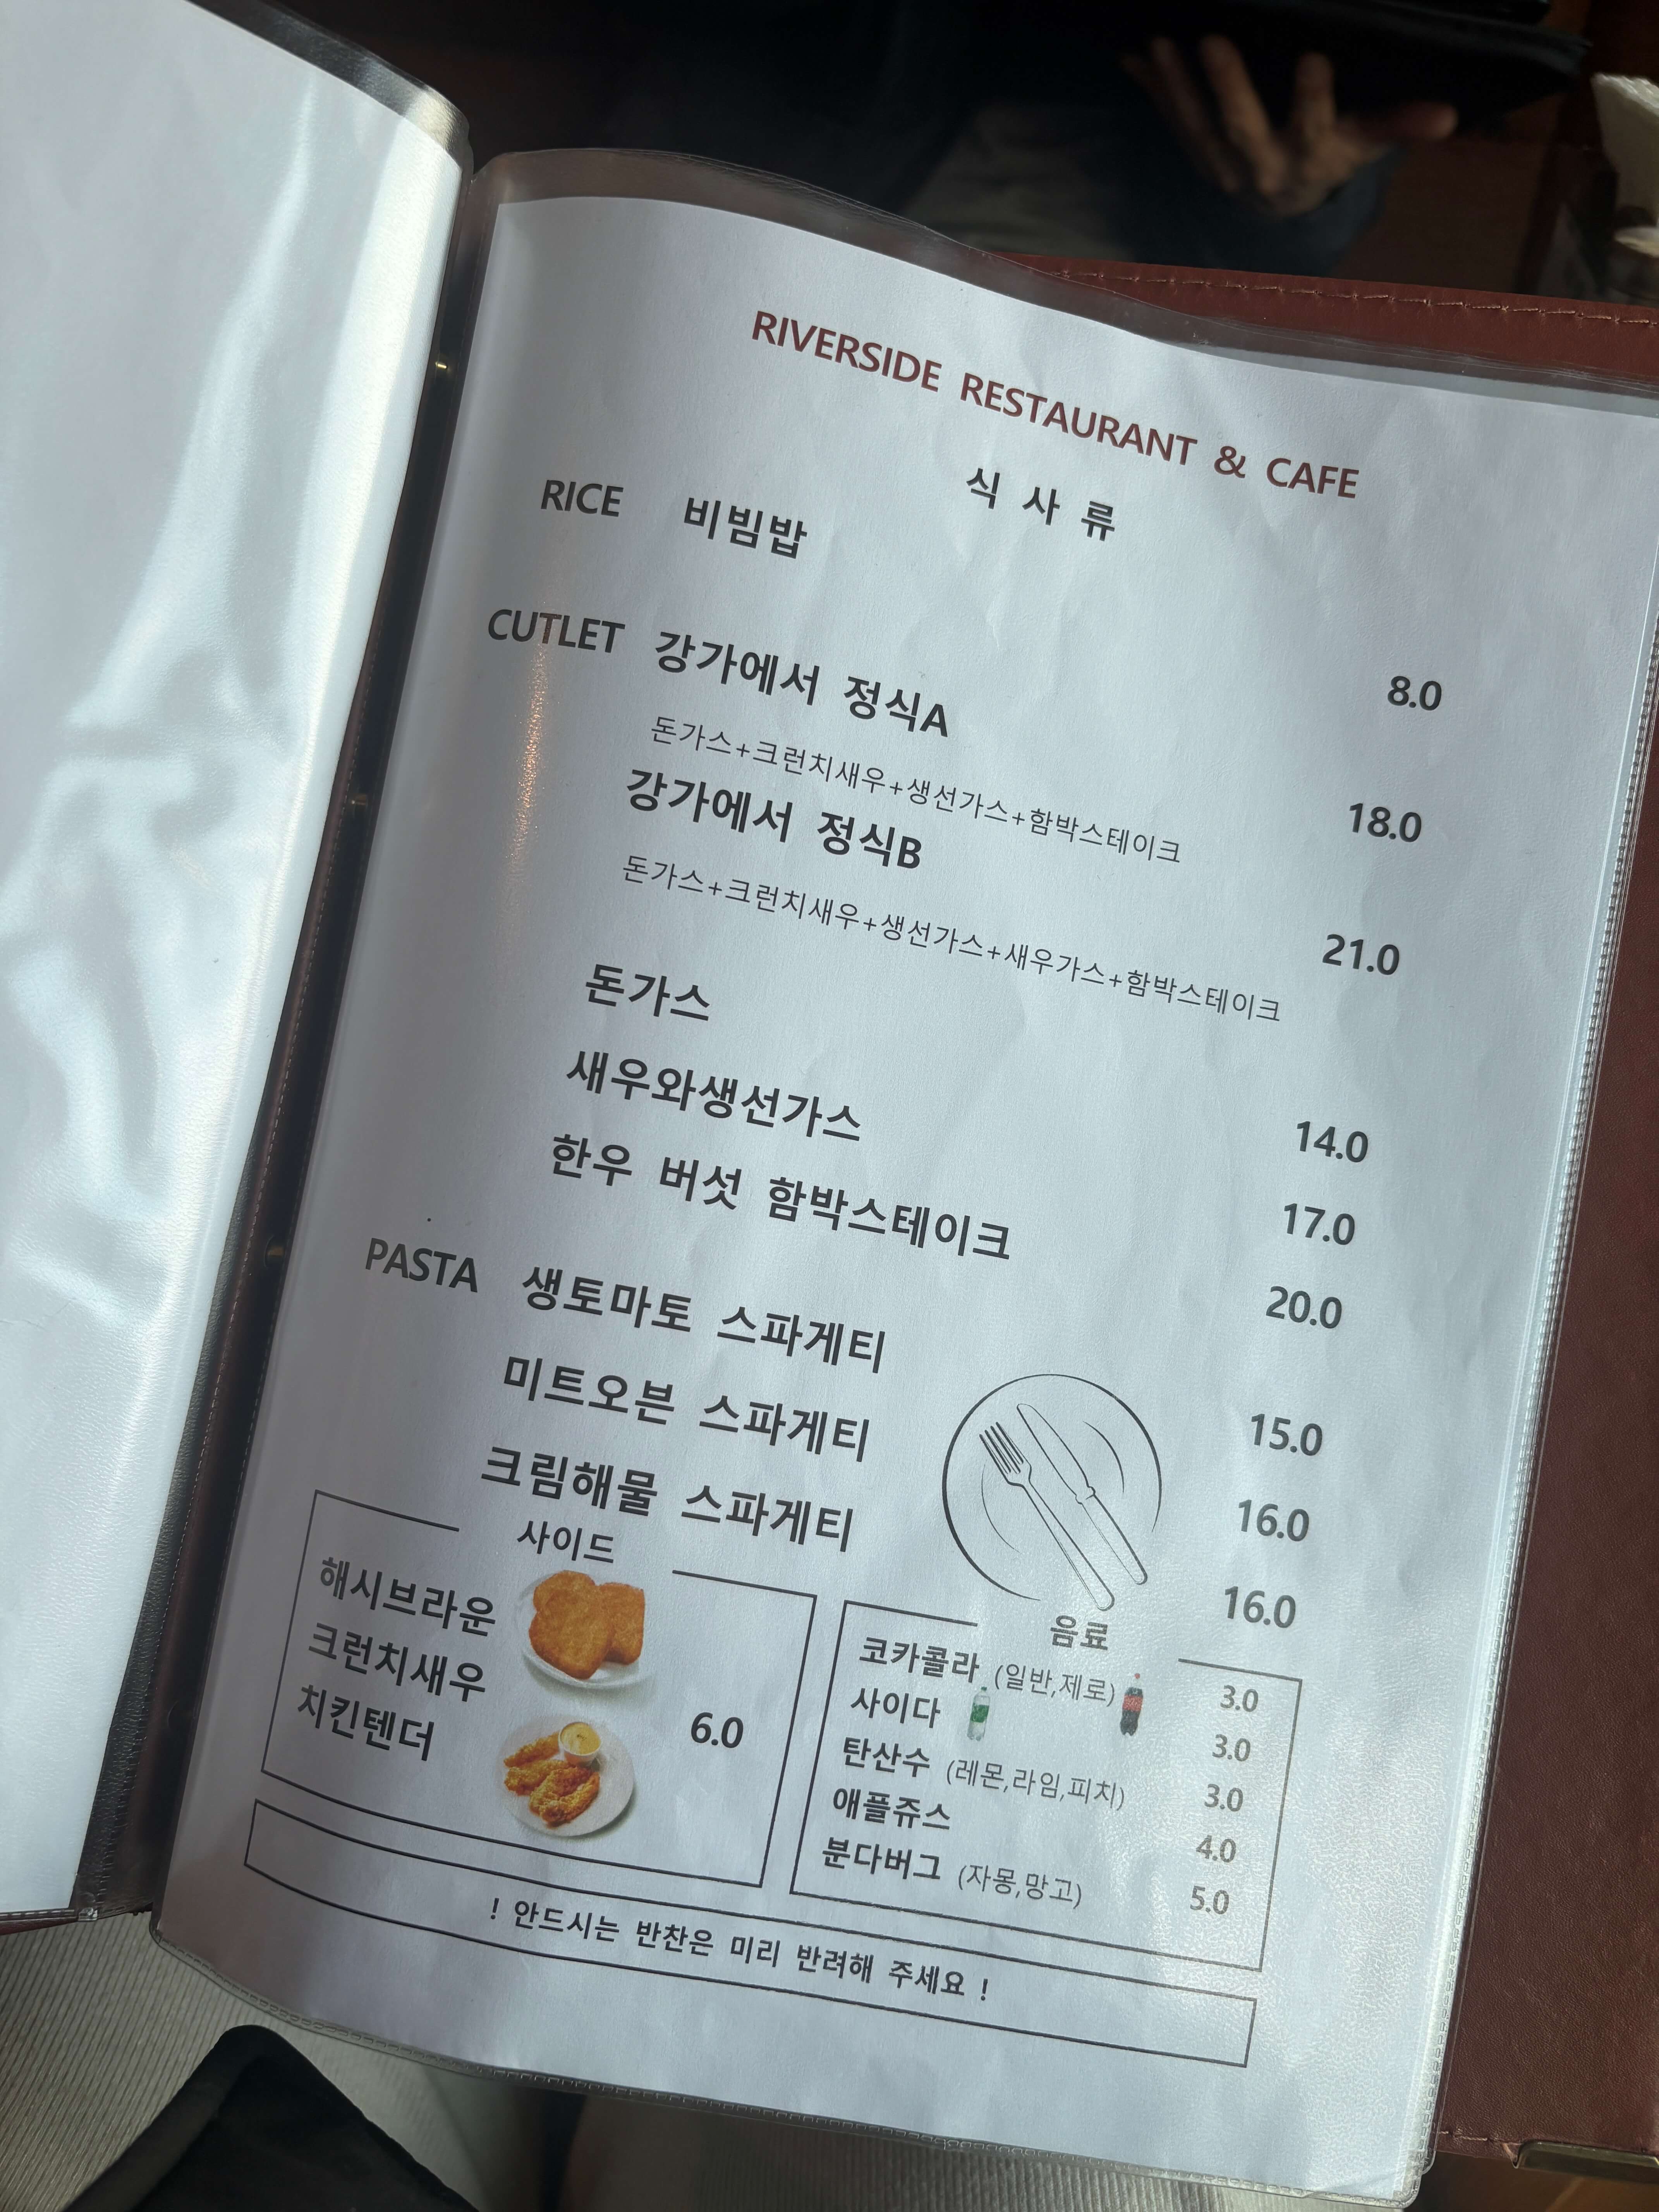 RIVERSIDE RESTAURANT & CAFE
식 사 류
RICE 비빔밥 8.0
CUTLET 강가에서 정식A 18.0
돈가스+크런치새우+생선가스+함박스테이크
강가에서 정식B 21.0
돈가스+크런치새우+생선가스+새우가스+함박스테이크
돈가스 14.0
새우와생선가스 17.0
한우 버섯 함박스테이크 20.0
PASTA 생토마토 스파게티 15.0
미트오븐 스파게티 16.0
크림해물 스파게티 16.0
사이드
해시브라운
크런치새우
치킨텐더
6.0
음료
코카콜라 (일반,제로) 3.0
사이다 3.0
탄산수 (레몬,라임,피치) 3.0
애플쥬스 4.0
분다버그 (자몽,망고) 5.0
! 안드시는 반찬은 미리 반려해 주세요 !